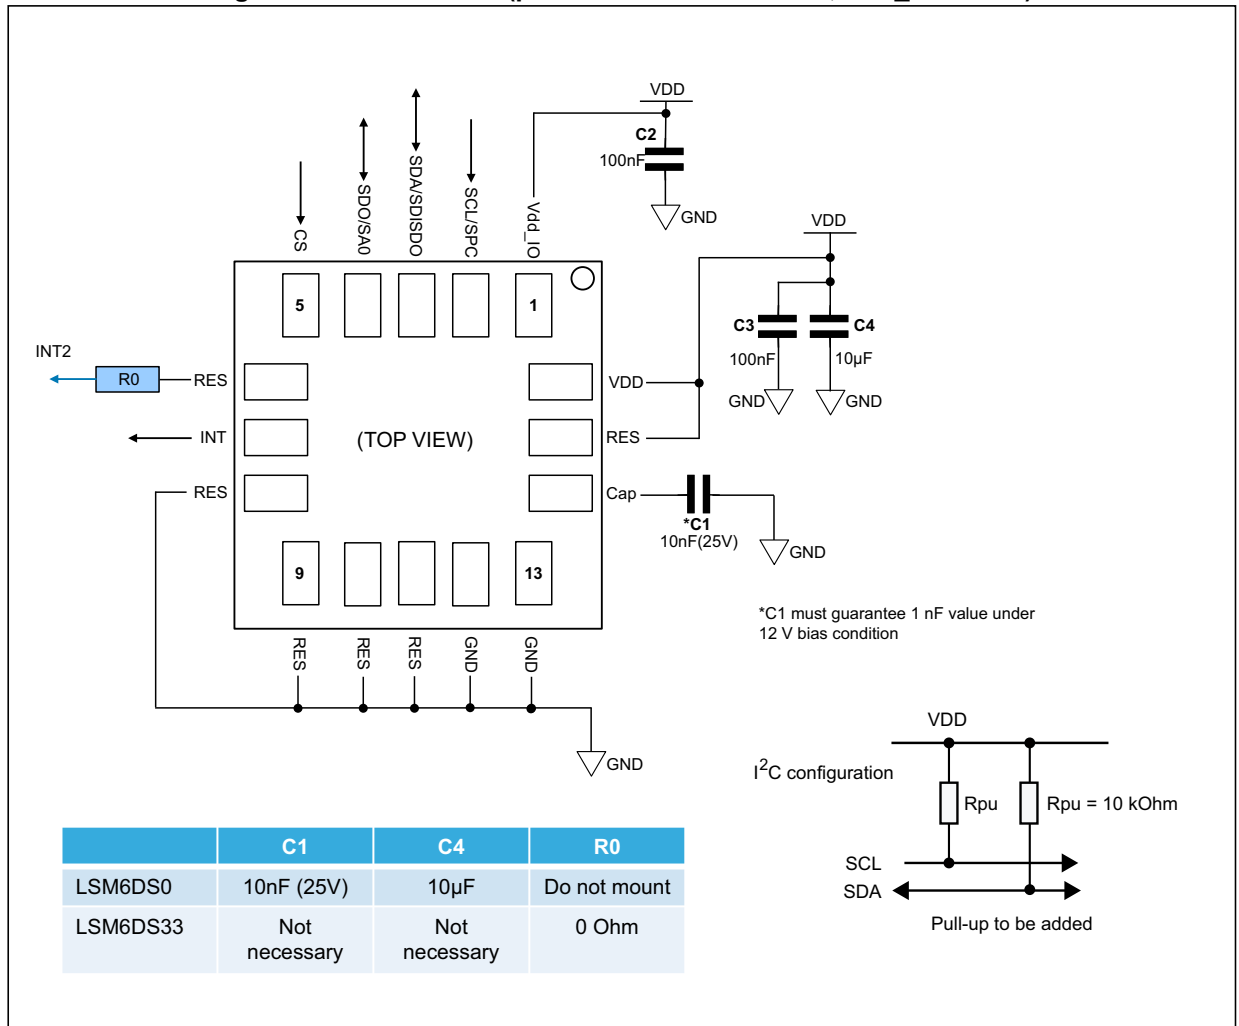 VDD
C2
100nF
GND
CS
SDO/SA0
SDA/SDISDO
SCL/SPC
Vdd_IO
VDD
5
1
C3
C4
100nF
10µF
GND
GND
INT2
R0
RES
VDD
INT
(TOP VIEW)
RES
RES
Cap
*C1
10nF(25V)
GND
9
13
*C1 must guarantee 1 nF value under
12 V bias condition
RES
RES
RES
GND
GND
GND
VDD
I2C configuration
Rpu
Rpu = 10 kOhm
SCL
SDA
Pull-up to be added
C1 C4 R0
LSM6DS0 10nF (25V) 10µF Do not mount
LSM6DS33 Not necessary Not necessary 0 Ohm